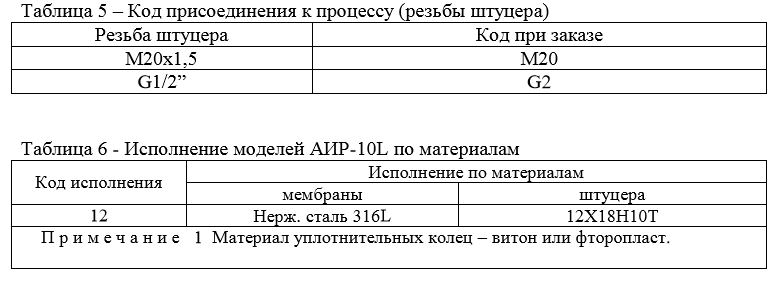 Таблица 5 – Код присоединения к процессу (резьбы штуцера)
Резьба штуцера Код при заказе
М20х1,5 М20
G1/2” G2
Таблица 6 - Исполнение моделей АИР-10L по материалам
Код исполнения Исполнение по материалам
мембраны штуцера
12 Нерж. сталь 316L 12Х18Н10Т
П р и м е ч а н и е 1 Материал уплотнительных колец – витон или фторопласт.